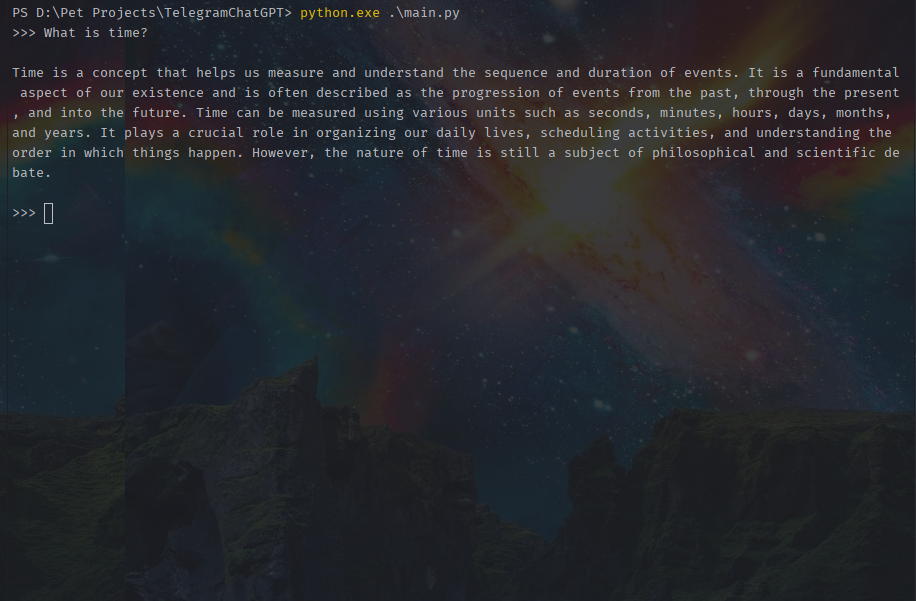 PS D:\Pet Projects\TelegramChatGPT> python.exe .\main.py
>>> What is time?
Time is a concept that helps us measure and understand the sequence and duration of events. It is a fundamental
 aspect of our existence and is often described as the progression of events from the past, through the present
, and into the future. Time can be measured using various units such as seconds, minutes, hours, days, months,
and years. It plays a crucial role in organizing our daily lives, scheduling activities, and understanding the
order in which things happen. However, the nature of time is still a subject of philosophical and scientific de
bate.
>>>